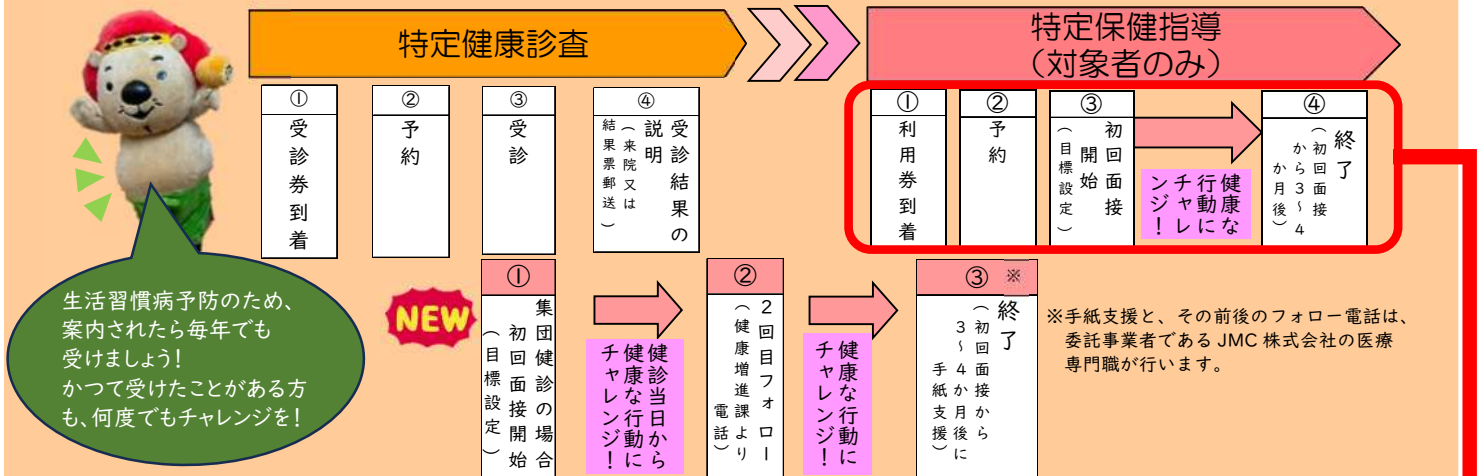 特定健康診査
特定保健指導
（対象者のみ）
①
受診券到着
②
予約
③
受診
④
受診結果の
説明
（来院又は
結果票郵送）
①
利用券到着
②
予約
③
初回面接
開始
（目標設定）
健康な
行動に
チャレ
ンジ！
④
終了
（初回面接
から３～４
か月後）
生活習慣病予防のため、
案内されたら毎年でも
受けましょう！
かつて受けたことがある方
も、何度でもチャレンジを！
NEW
①
集団健診の場合
初回面接開始
（目標設定）
健診当日から
健康な行動に
チャレンジ！
②
２回目フォロー
（健康増進課より
電話）
健康な行動に
チャレンジ！
③ ※
終了
（初回面接から
３～４か月後に
手紙支援）
※手紙支援と、その前後のフォロー電話は、
委託事業者である JMC 株式会社の医療
専門職が行います。